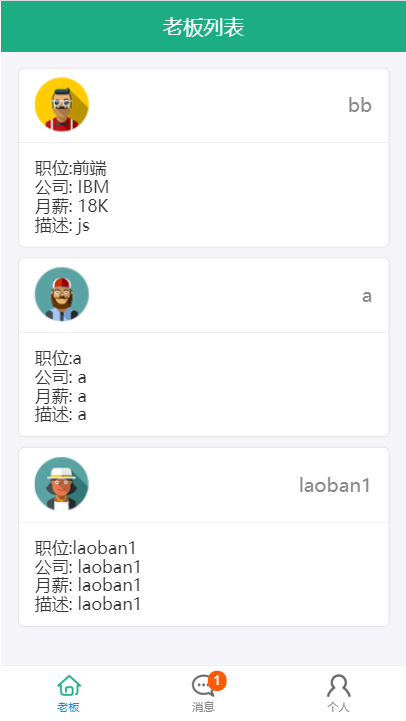 老板列表
bb
职位:前端
公司: IBM
月薪: 18K
描述: js
a
职位:a
公司: a
月薪: a
描述: a
laoban1
职位:laoban1
公司: laoban1
月薪: laoban1
描述: laoban1
1
老板 消息 个人